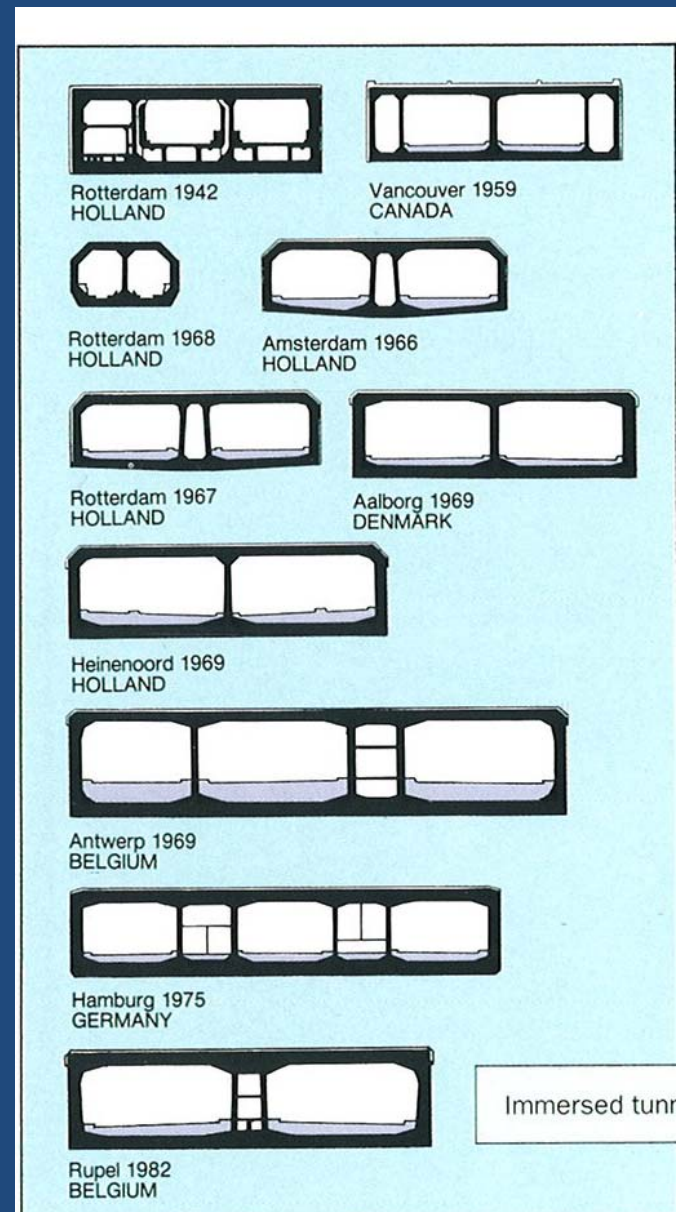 Rotterdam 1942
HOLLAND
Vancouver 1959
CANADA
Rotterdam 1968
HOLLAND
Amsterdam 1966
HOLLAND
Rotterdam 1967
HOLLAND
Aalborg 1969
DENMARK
Heinenoord 1969
HOLLAND
Antwerp 1969
BELGIUM
Hamburg 1975
GERMANY
Immersed tunn
Rupel 1982
BELGIUM